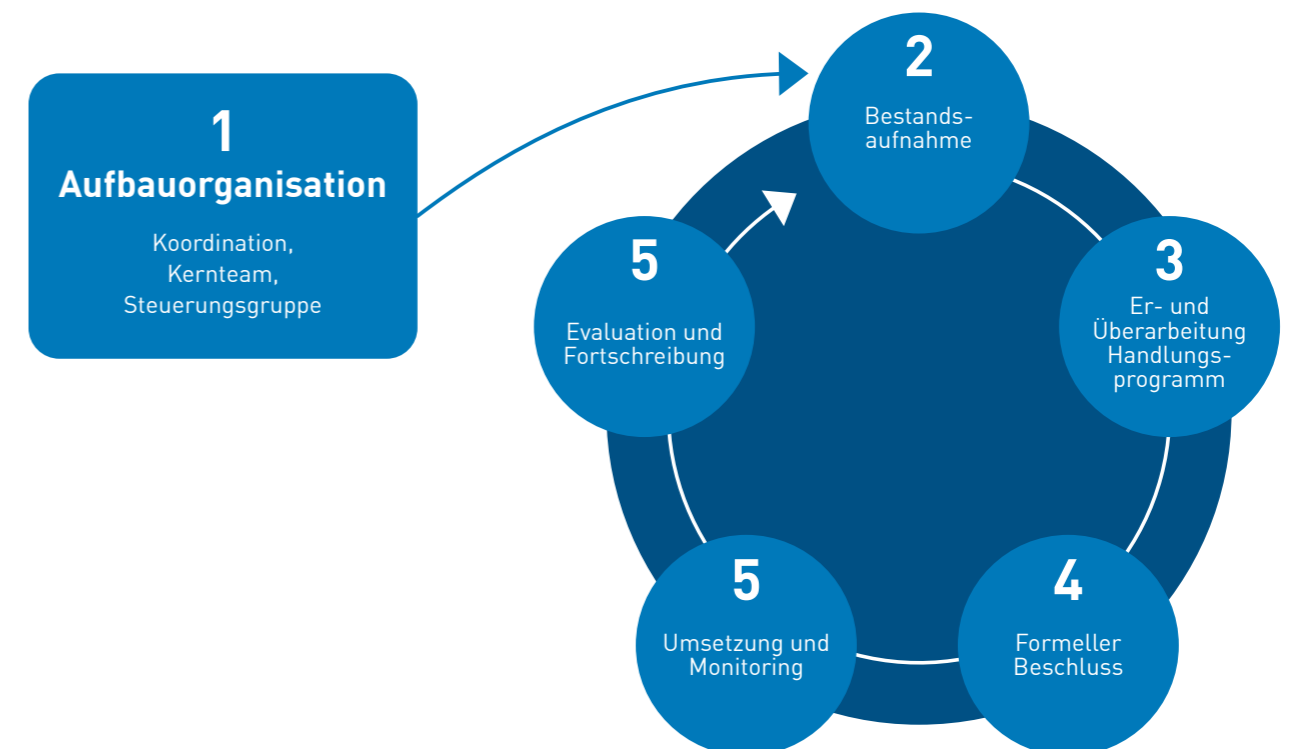 1
Aufbauorganisation
Koordination,
Kernteam,
Steuerungsgruppe
2
Bestands-
aufnahme
3
Er- und
Überarbeitung
Handlungs-
programm
4
Formeller
Beschluss
5
Umsetzung und
Monitoring
5
Evaluation und
Fortschreibung